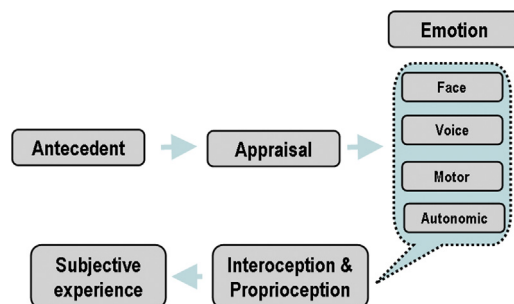 Emotion
Face
Voice
Antecedent
Appraisal
Motor
Autonomic
Subjective
experience
Interoception &
Proprioception